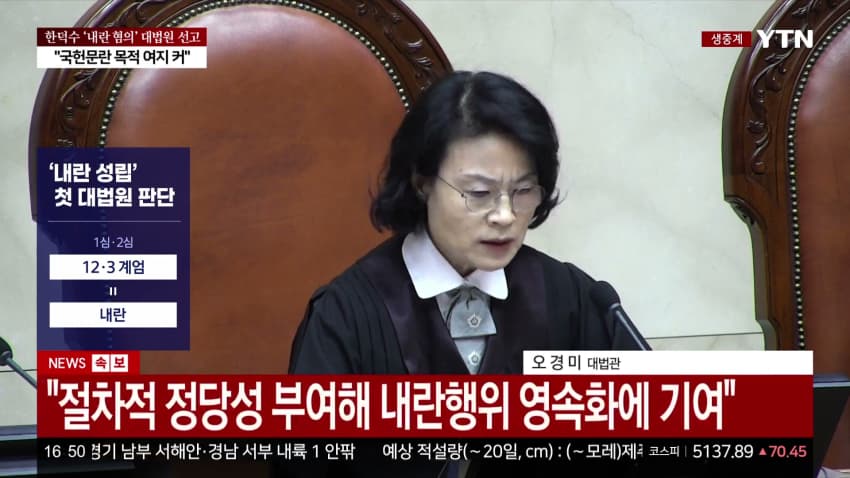 한덕수 '내란 혐의' 대법원 선고
"국헌문란 목적 여지 커"
생중계
YTN
'내란 성립'
첫 대법원 판단
1심·2심
12·3 계엄
=
내란
NEWS 속보
오경미 대법관
"절차적 정당성 부여해 내란행위 영속화에 기여"
16 50 경기 남부 서해안·경남 서부 내륙 1 안팎 예상 적설량(~20일, cm) : (~모레)제주 코스피 5137.89 ▲70.45